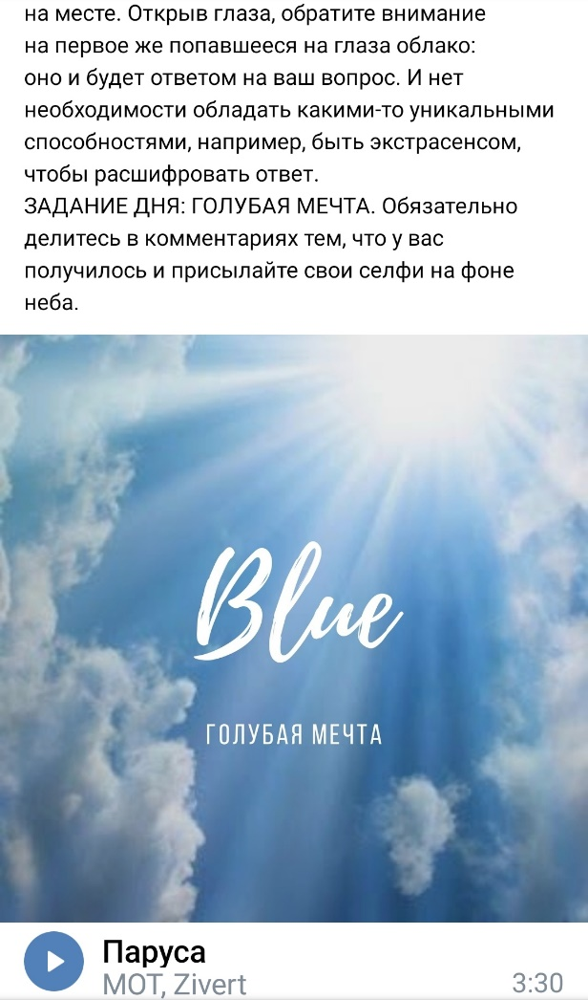 на месте. Открыв глаза, обратите внимание
на первое же попавшееся на глаза облако:
оно и будет ответом на ваш вопрос. И нет
необходимости обладать какими-то уникальными
способностями, например, быть экстрасенсом,
чтобы расшифровать ответ.
ЗАДАНИЕ ДНЯ: ГОЛУБАЯ МЕЧТА. Обязательно
делитесь в комментариях тем, что у вас
получилось и присылайте свои селфи на фоне
неба.
Blue
ГОЛУБАЯ МЕЧТА
Паруса
МОТ, Zivert
3:30